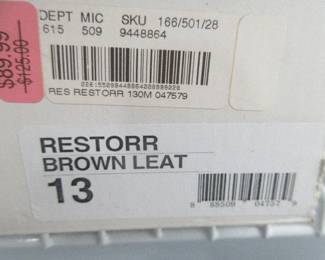 $89.99
$125.00
DEPT MIC SKU 166/501/28
615 509 9448864
RES RESTORR 130M 047579
RESTORR
BROWN LEAT
13